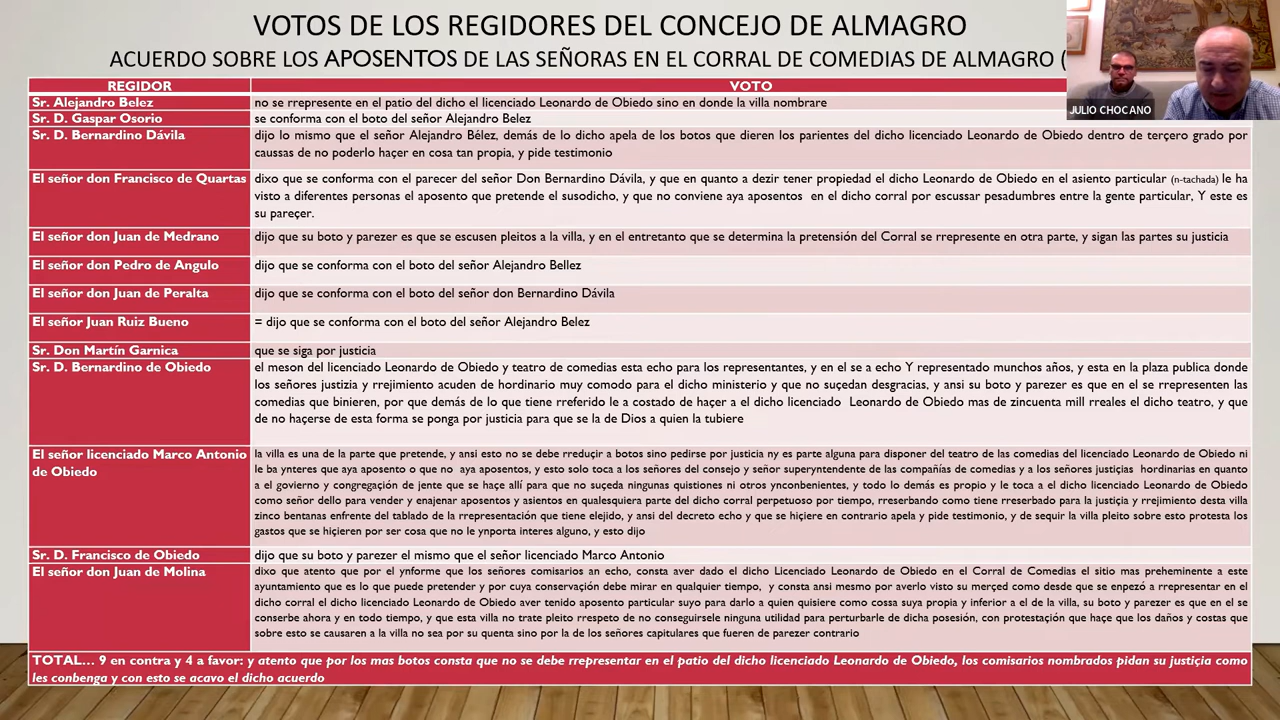 VOTOS DE LOS REGIDORES DEL CONCEJO DE ALMAGRO
ACUERDO SOBRE LOS APOSENTOS DE LAS SEÑORAS EN EL CORRAL DE COMEDIAS DE ALMAGRO (
JULIO CHOCANO
REGIDOR VOTO
Sr. Alejandro Belez no se rrepresente en el patio del dicho el licenciado Leonardo de Obiedo sino en donde la villa nombrare
Sr. D. Gaspar Osorio se conforma con el boto del señor Alejandro Belez
Sr. D. Bernardino Dávila dijo lo mismo que el señor Alejandro Bélez, demás de lo dicho apela de los botos que dieren los parientes del dicho licenciado Leonardo de Obiedo dentro de terçero grado por
caussas de no poderlo haçer en cosa tan propia, y pide testimonio
El señor don Francisco de Quartas dixo que se conforma con el parecer del señor Don Bernardino Dávila, y que en quanto a dezir tener propiedad el dicho Leonardo de Obiedo en el asiento particular (n-tachada) le ha
visto a diferentes personas el aposento que pretende el susodicho, y que no conviene aya aposentos en el dicho corral por escussar pesadumbres entre la gente particular, Y este es
su pareçer.
El señor don Juan de Medrano dijo que su boto y parezer es que se escusen pleitos a la villa, y en el entretanto que se determina la pretensión del Corral se rrepresente en otra parte, y sigan las partes su justicia
El señor don Pedro de Angulo dijo que se conforma con el boto del señor Alejandro Bellez
El señor don Juan de Peralta dijo que se conforma con el boto del señor don Bernardino Dávila
El señor Juan Ruiz Bueno = dijo que se conforma con el boto del señor Alejandro Belez
Sr. Don Martín Garnica que se siga por justicia
Sr. D. Bernardino de Obiedo el meson del licenciado Leonardo de Obiedo y teatro de comedias esta echo para los representantes, y en el se a echo Y representado munchos años, y esta en la plaza publica donde
los señores justizia y rrejimiento acuden de hordinario muy comodo para el dicho ministerio y que no suçedan desgracias, y ansi su boto y parezer es que en el se rrepresenten las
comedias que binieren, por que demás de lo que tiene rreferido le a costado de haçer a el dicho licenciado Leonardo de Obiedo mas de zincuenta mill rreales el dicho teatro, y que
de no haçerse de esta forma se ponga por justicia para que se la de Dios a quien la tubiere
El señor licenciado Marco Antonio la villa es una de la parte que pretende, y ansi esto no se debe rreduçir a botos sino pedirse por justicia ny es parte alguna para disponer del teatro de las comedias del licenciado Leonardo de Obiedo ni
de Obiedo le ba ynteres que aya aposento o que no aya aposentos, y esto solo toca a los señores del consejo y señor superyntendente de las compañías de comedias y a los señores justiçias hordinarias en quanto
a el govierno y congregaçión de jente que se haçe allí para que no suçeda ningunas quistiones ni otros ynconbenientes, y todo lo demás es propio y le toca a el dicho licenciado Leonardo de Obiedo
como señor dello para vender y enajenar aposentos y asientos en qualesquiera parte del dicho corral perpetuoso por tiempo, rreserbando como tiene rreserbado para la justiçia y rrejimiento desta villa
zinco bentanas enfrente del tablado de la rrepresentación que tiene elejido, y ansi del decreto echo y que se hiçiere en contrario apela y pide testimonio, y de sequir la villa pleito sobre esto protesta los
gastos que se hiçieren por ser cosa que no le ynporta interes alguno, y esto dijo
Sr. D. Francisco de Obiedo dijo que su boto y parezer el mismo que el señor licenciado Marco Antonio
El señor don Juan de Molina dixo que atento que por el ynforme que los señores comisarios an echo, consta aver dado el dicho Licenciado Leonardo de Obiedo en el Corral de Comedias el sitio mas preheminente a este
ayuntamiento que es lo que puede pretender y por cuya conservación debe mirar en qualquier tiempo, y consta ansi mesmo por averlo visto su merçed como desde que se enpezó a rrepresentar en el
dicho corral el dicho licenciado Leonardo de Obiedo aver tenido aposento particular suyo para darlo a quien quisiere como cossa suya propia y inferior a el de la villa, su boto y parezer es que en el se
conserbe ahora y en todo tiempo, y que esta villa no trate pleito rrespeto de no conseguirsele ninguna utilidad para perturbarle de dicha posesión, con protestación que haçe que los daños y costas que
sobre esto se causaren a la villa no sea por su quenta sino por la de los señores capitulares que fueren de parezer contrario
TOTAL... 9 en contra y 4 a favor: y atento que por los mas botos consta que no se debe rrepresentar en el patio del dicho licenciado Leonardo de Obiedo, los comisarios nombrados pidan su justiçia como
les conbenga y con esto se acavo el dicho acuerdo